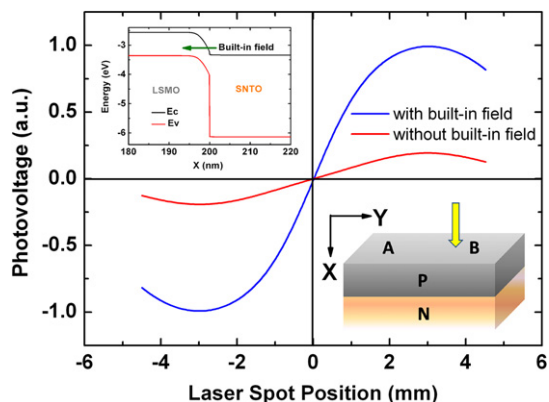 1.0
0.5
0.0
-0.5
-1.0
Photovoltage (a.u.)
-6 -4 -2 0 2 4 6
Laser Spot Position (mm)
with built-in field
without built-in field
Built-in field
LSMO
SNTO
Ec
Ev
-3
-4
-5
-6
Energy (eV)
180 190 200 210 220
X (nm)
Y
X
A B
P
N